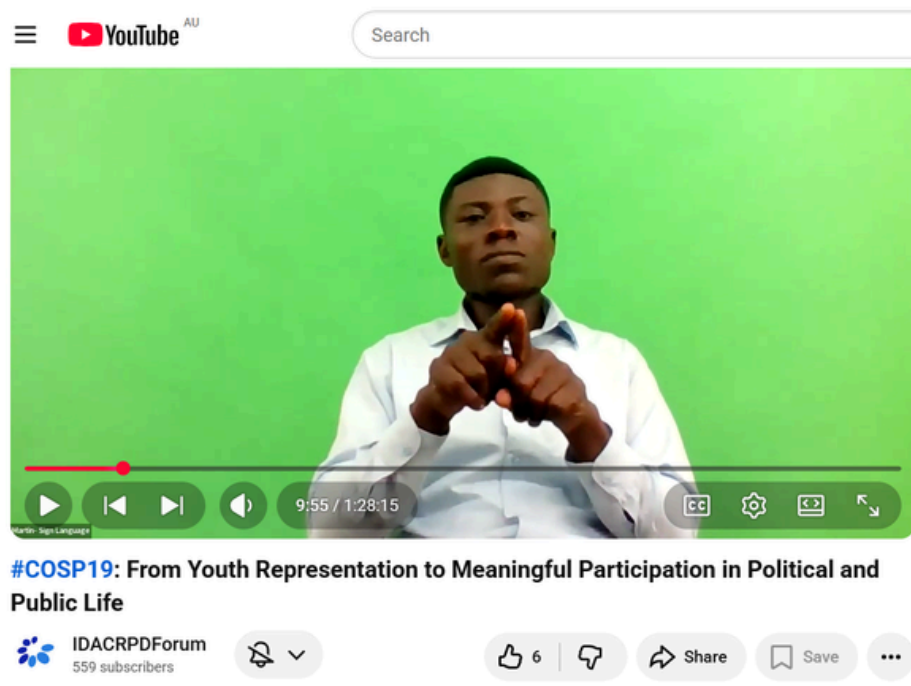 YouTube AU
Search
9:55 / 1:28:15
CC
Martin- Sign Language
#COSP19: From Youth Representation to Meaningful Participation in Political and
Public Life
IDACRPDForum
559 subscribers
6
Share
Save